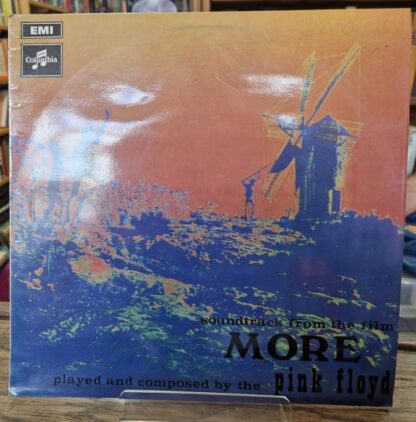 EMI
Columbia
soundtrack from the film
MORE
played and composed by the pink floyd